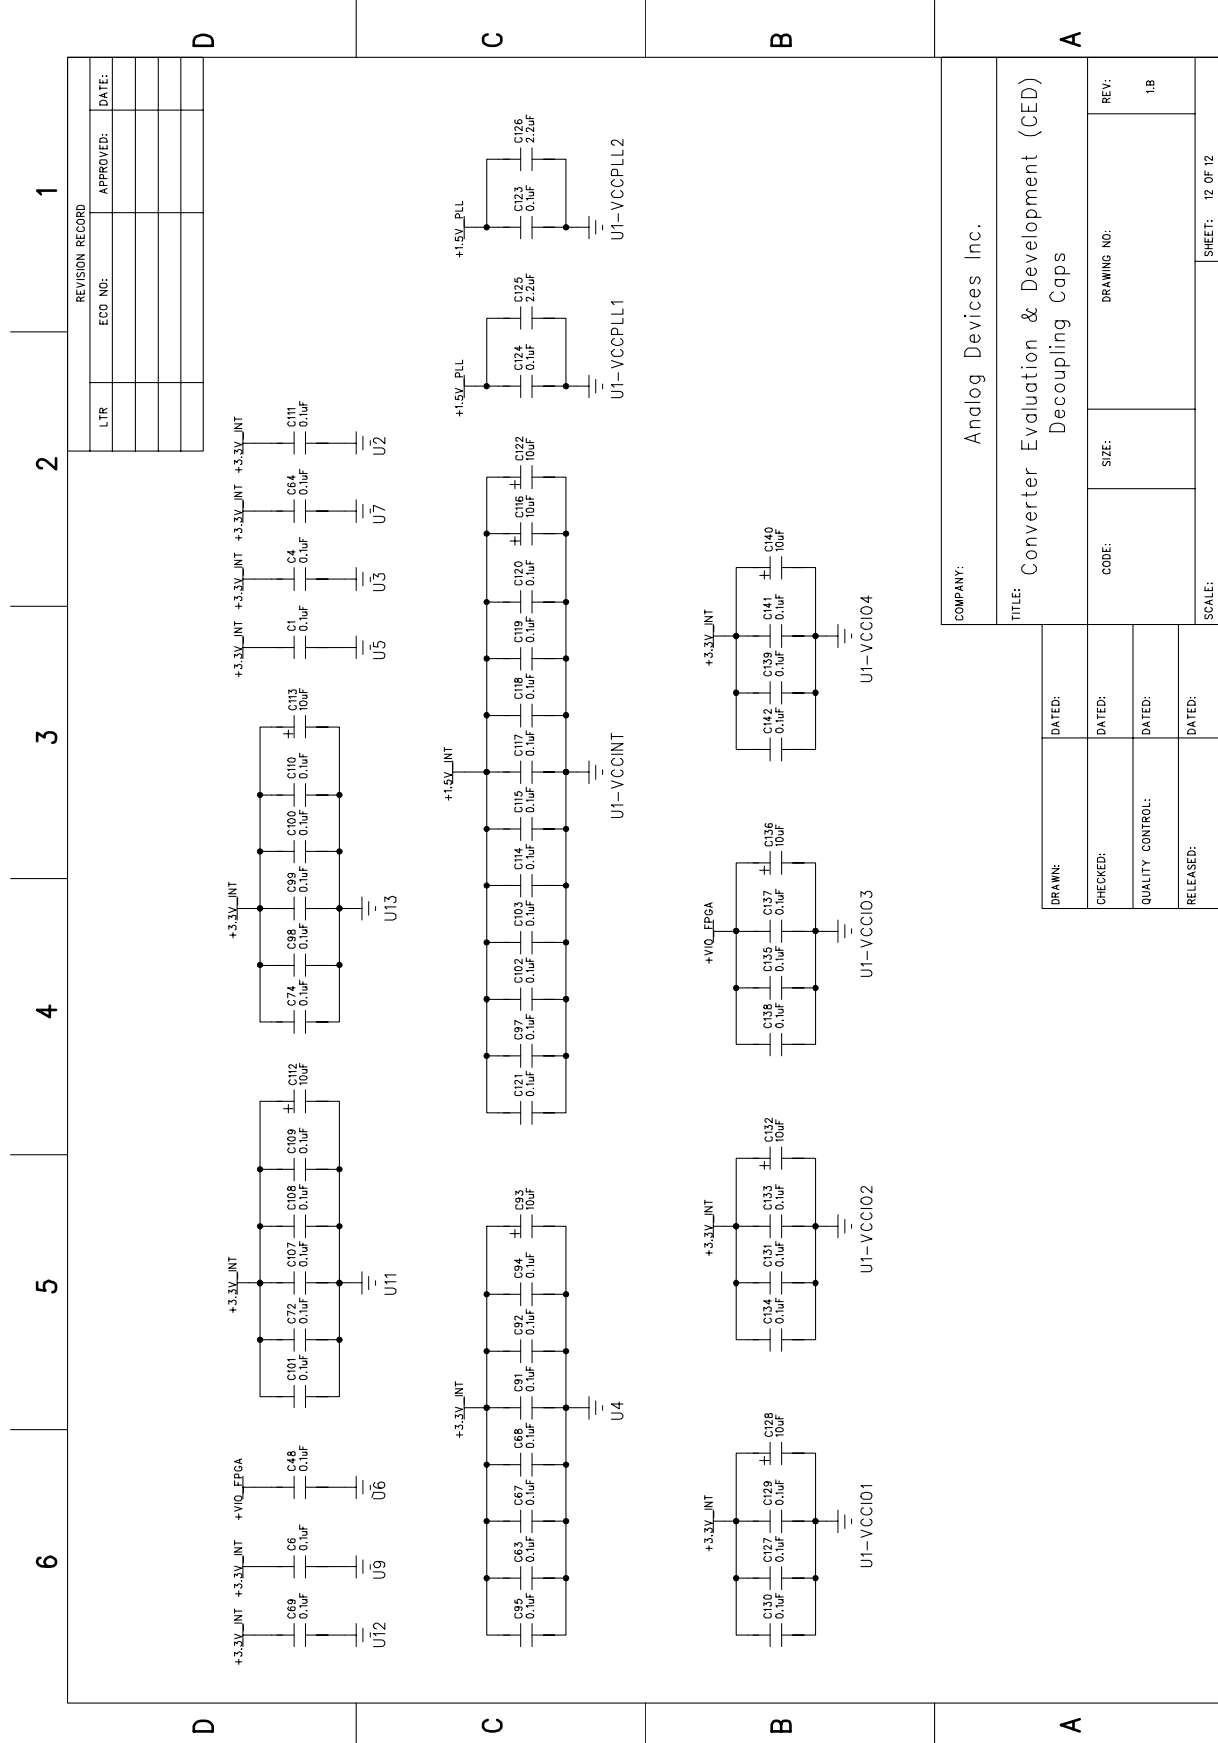 6
5
4
3
2
1
D
D
C
C
B
B
A
A
REVISION RECORD
LTR
ECO NO:
APPROVED:
DATE:
+3.3V_INT
C69
0.1uF
U12
+3.3V_INT
C6
0.1uF
U9
+VIO_FPGA
C48
0.1uF
U6
+3.3V_INT
C101
0.1uF
C72
0.1uF
C107
0.1uF
C108
0.1uF
C109
0.1uF
+
C112
10uF
U11
+3.3V_INT
C74
0.1uF
C98
0.1uF
C99
0.1uF
C100
0.1uF
C110
0.1uF
+
C113
10uF
U13
+3.3V_INT
C1
0.1uF
U5
+3.3V_INT
C4
0.1uF
U3
+3.3V_INT
C64
0.1uF
U7
+3.3V_INT
C111
0.1uF
U2
+3.3V_INT
C95
0.1uF
C63
0.1uF
C67
0.1uF
C68
0.1uF
C91
0.1uF
C92
0.1uF
C94
0.1uF
+
C93
10uF
U4
+1.5V_INT
C121
0.1uF
C97
0.1uF
C102
0.1uF
C103
0.1uF
C114
0.1uF
C115
0.1uF
C117
0.1uF
C118
0.1uF
C119
0.1uF
C120
0.1uF
+
C116
10uF
+
C122
10uF
U1-VCCINT
+1.5V_PLL
C124
0.1uF
C125
2.2uF
U1-VCCPLL1
+1.5V_PLL
C123
0.1uF
C126
2.2uF
U1-VCCPLL2
+3.3V_INT
C130
0.1uF
C127
0.1uF
C129
0.1uF
+
C128
10uF
U1-VCCIO1
+3.3V_INT
C134
0.1uF
C131
0.1uF
C133
0.1uF
+
C132
10uF
U1-VCCIO2
+VIO_FPGA
C138
0.1uF
C135
0.1uF
C137
0.1uF
+
C136
10uF
U1-VCCIO3
+3.3V_INT
C142
0.1uF
C139
0.1uF
C141
0.1uF
+
C140
10uF
U1-VCCIO4
COMPANY:
Analog Devices Inc.
TITLE:
Converter Evaluation & Development (CED)
Decoupling Caps
DRAWN:
DATED:
CHECKED:
DATED:
QUALITY CONTROL:
DATED:
RELEASED:
DATED:
CODE:
SIZE:
DRAWING NO:
REV:
1.B
SCALE:
SHEET: 12 OF 12